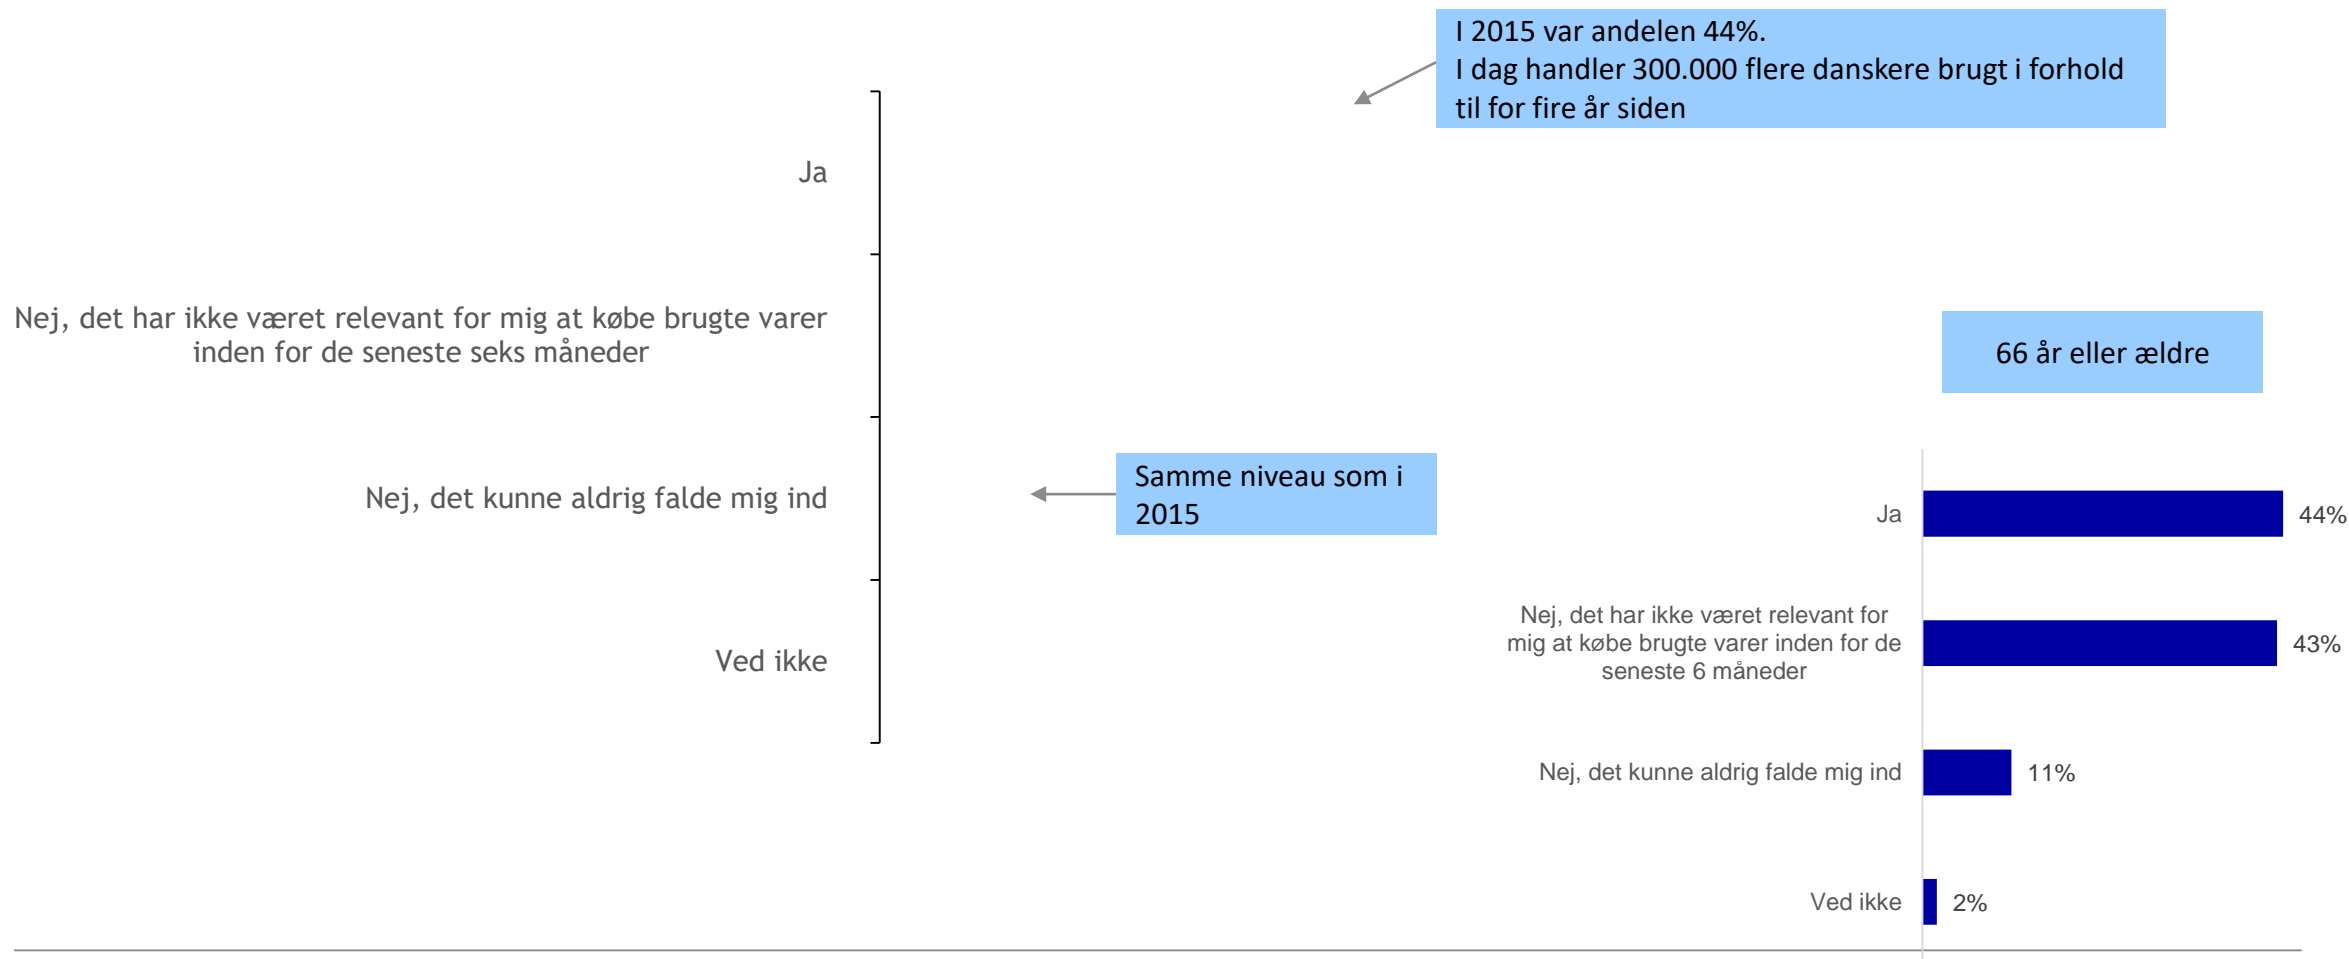 I 2015 var andelen 44%.
I dag handler 300.000 flere danskere brugt i forhold
til for fire år siden
Ja
Nej, det har ikke været relevant for mig at købe brugte varer
inden for de seneste seks måneder
Nej, det kunne aldrig falde mig ind
Ved ikke
Samme niveau som i
2015
66 år eller ældre
Ja
44%
Nej, det har ikke været relevant for
mig at købe brugte varer inden for de
seneste 6 måneder
43%
Nej, det kunne aldrig falde mig ind
11%
Ved ikke
2%